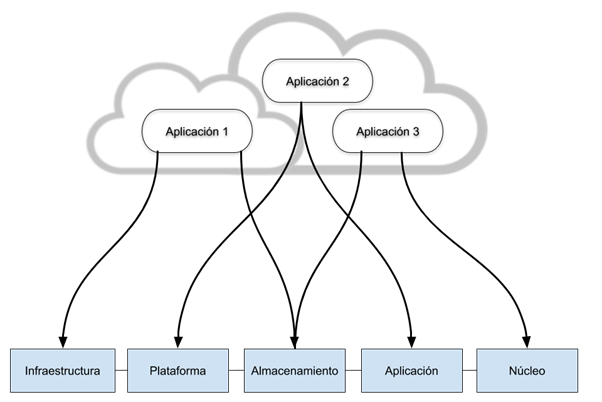 Aplicación 2
Aplicación 1
Aplicación 3
Infraestructura
Plataforma
Almacenamiento
Aplicación
Núcleo